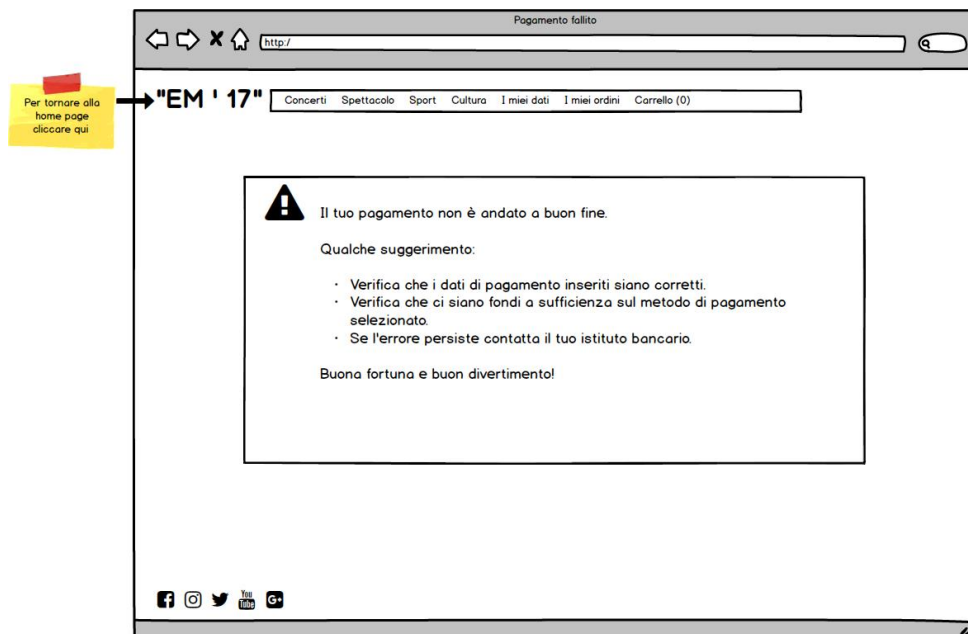 Pagamento fallito
http:/
Per tornare alla
home page
cliccare qui
"EM ' 17"
Concerti Spettacolo Sport Cultura I miei dati I miei ordini Carrello (0)
Il tuo pagamento non è andato a buon fine.
Qualche suggerimento:
· Verifica che i dati di pagamento inseriti siano corretti.
· Verifica che ci siano fondi a sufficienza sul metodo di pagamento
selezionato.
· Se l'errore persiste contatta il tuo istituto bancario.
Buona fortuna e buon divertimento!
You
Tube
G+